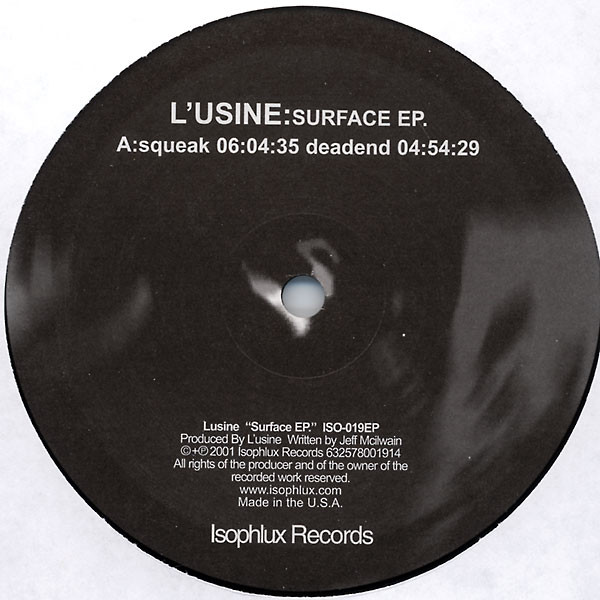 L'USINE:SURFACE EP.
A:squeak 06:04:35 deadend 04:54:29
Lusine "Surface EP." ISO-019EP
Produced By L'usine Written by Jeff Mcilwain
©+℗2001 Isophlux Records 632578001914
All rights of the producer and of the owner of the
recorded work reserved.
www.isophlux.com
Made in the U.S.A.
Isophlux Records